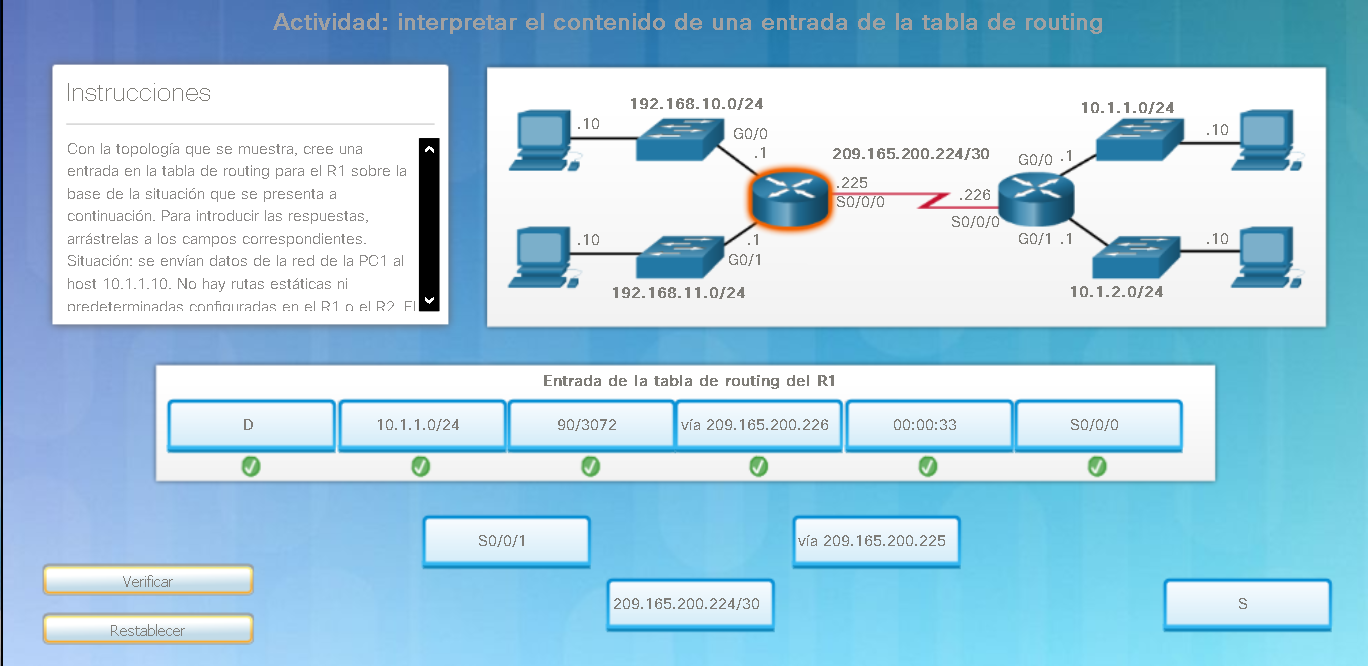 Actividad: interpretar el contenido de una entrada de la tabla de routing
Instrucciones
Con la topología que se muestra, cree una
entrada en la tabla de routing para el R1 sobre la
base de la situación que se presenta a
continuación. Para introducir las respuestas,
arrástrelas a los campos correspondientes.
Situación: se envían datos de la red de la PC1 al
host 10.1.1.10. No hay rutas estáticas ni
predeterminadas configuradas en el R1 o el R2. El
192.168.10.0/24
.10
G0/0
.1
209.165.200.224/30
.225
S0/0/0
.226
S0/0/0
10.1.1.0/24
.10
G0/0 .1
G0/1 .1
.10
10.1.2.0/24
.10
.1
G0/1
192.168.11.0/24
Entrada de la tabla de routing del R1
D
10.1.1.0/24
90/3072
vía 209.165.200.226
00:00:33
S0/0/0
S0/0/1
vía 209.165.200.225
209.165.200.224/30
S
Verificar
Restablecer